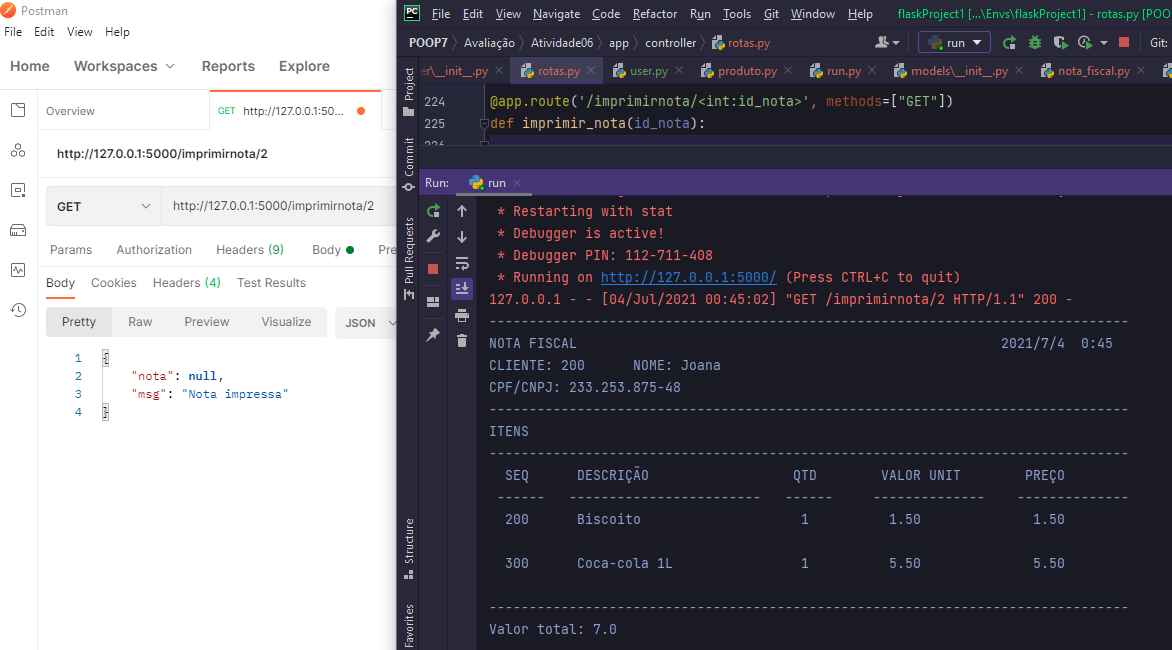 Postman
File Edit View Help
Home Workspaces Reports Explore
Overview GET http://127.0.0.1:50...
http://127.0.0.1:5000/imprimirnota/2
GET http://127.0.0.1:5000/imprimirnota/2
Params Authorization Headers (9) Body Pre
Body Cookies Headers (4) Test Results
Pretty Raw Preview Visualize JSON
1 {
2 "nota": null,
3 "msg": "Nota impressa"
4 }
PC File Edit View Navigate Code Refactor Run Tools Git Window Help flaskProject1 [...\Envs\flaskProject1] - rotas.py [POO
POOP7 Avaliação Atividade06 app controller rotas.py run Git:
er\__init__.py rotas.py user.py produto.py run.py models\__init__.py nota_fiscal.py
Project
Commit
Pull Requests
Structure
Favorites
224 @app.route('/imprimirnota/<int:id_nota>', methods=["GET"])
225 def imprimir_nota(id_nota):
226
Run: run
* Restarting with stat
* Debugger is active!
* Debugger PIN: 112-711-408
* Running on http://127.0.0.1:5000/ (Press CTRL+C to quit)
127.0.0.1 - - [04/Jul/2021 00:45:02] "GET /imprimirnota/2 HTTP/1.1" 200 -
--------------------------------------------------------------------------------
NOTA FISCAL 2021/7/4 0:45
CLIENTE: 200 NOME: Joana
CPF/CNPJ: 233.253.875-48
--------------------------------------------------------------------------------
ITENS
--------------------------------------------------------------------------------
SEQ DESCRIÇÃO QTD VALOR UNIT PREÇO
------ ------------------------ ------ -------------- --------------
200 Biscoito 1 1.50 1.50
300 Coca-cola 1L 1 5.50 5.50
--------------------------------------------------------------------------------
Valor total: 7.0